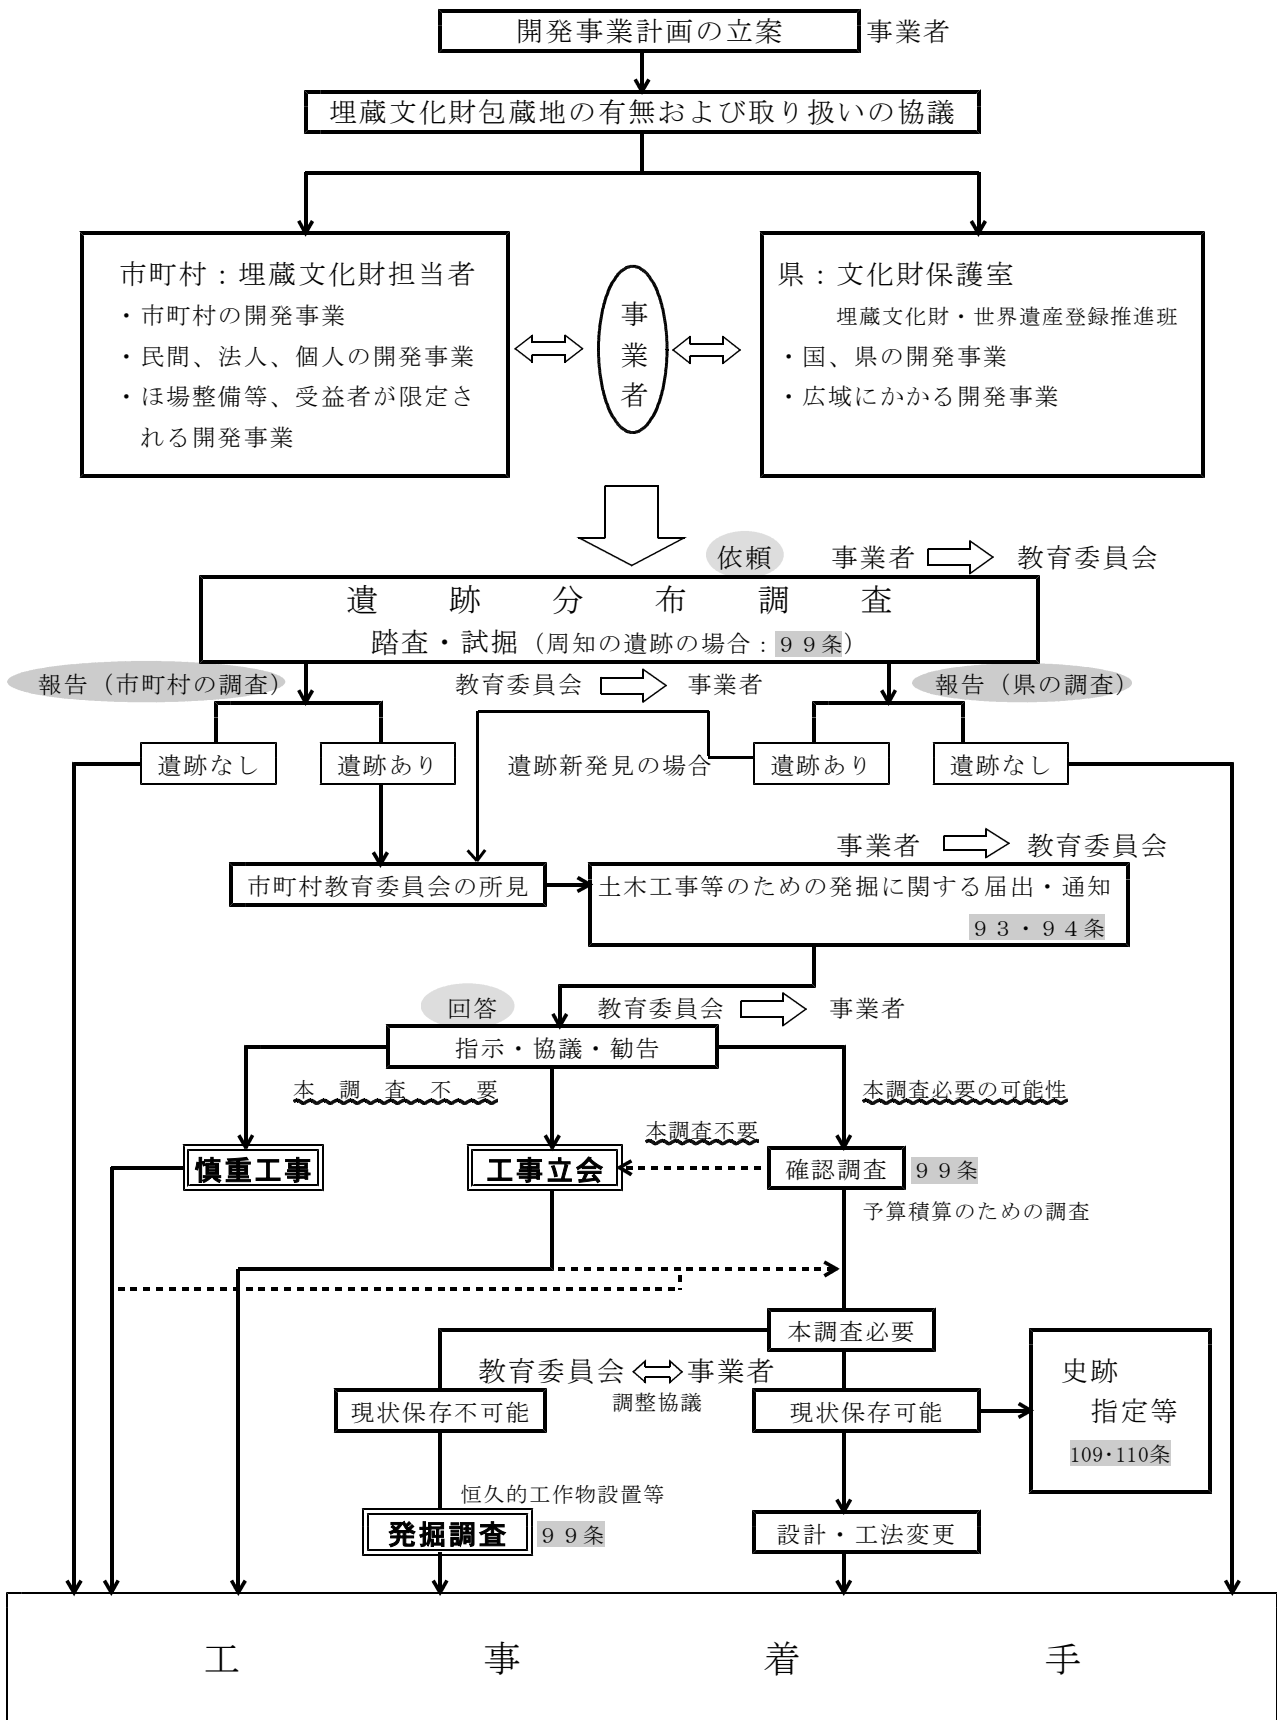 開発事業計画の立案 事業者
埋蔵文化財包蔵地の有無および取り扱いの協議
市町村：埋蔵文化財担当者
・市町村の開発事業
・民間、法人、個人の開発事業
・ほ場整備等、受益者が限定さ
れる開発事業
事業者
県：文化財保護室
埋蔵文化財・世界遺産登録推進班
・国、県の開発事業
・広域にかかる開発事業
依頼 事業者 教育委員会
遺跡分布調査
踏査・試掘（周知の遺跡の場合：９９条）
報告（市町村の調査） 教育委員会 事業者 報告（県の調査）
遺跡なし 遺跡あり 遺跡新発見の場合 遺跡あり 遺跡なし
事業者 教育委員会
市町村教育委員会の所見 土木工事等のための発掘に関する届出・通知
９３・９４条
回答 教育委員会 事業者
指示・協議・勧告
本調査不要 本調査必要の可能性
本調査不要
慎重工事 工事立会 確認調査 ９９条
予算積算のための調査
本調査必要
教育委員会 事業者
調整協議
現状保存不可能 現状保存可能
史跡
指定等
109・110条
恒久的工作物設置等
発掘調査 ９９条 設計・工法変更
工事着手